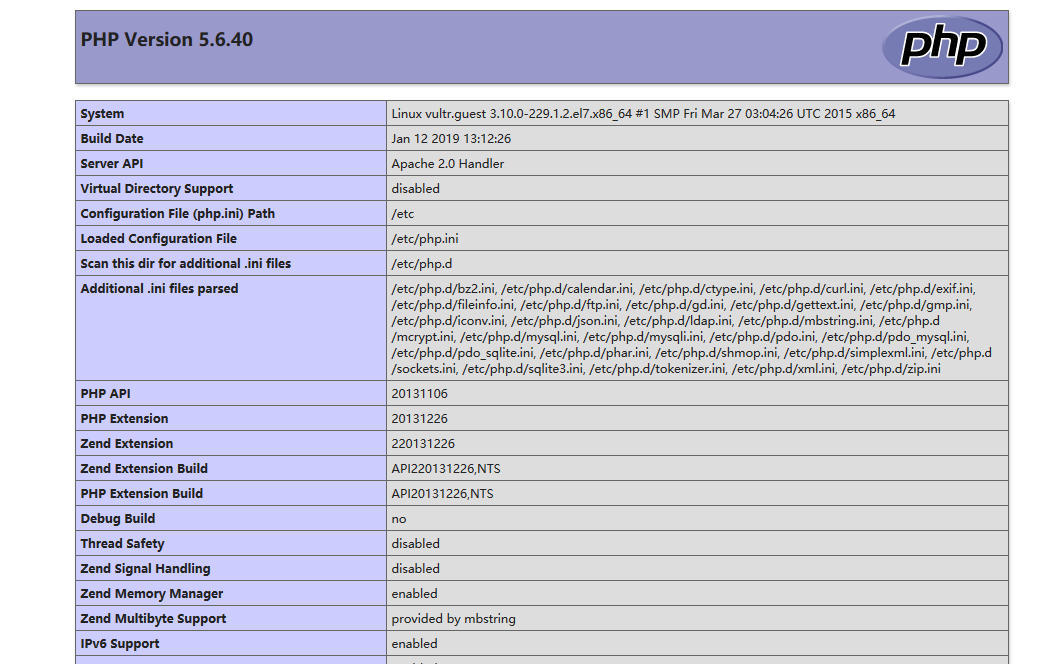 PHP Version 5.6.40
php
System Linux vultr.guest 3.10.0-229.1.2.el7.x86_64 #1 SMP Fri Mar 27 03:04:26 UTC 2015 x86_64
Build Date Jan 12 2019 13:12:26
Server API Apache 2.0 Handler
Virtual Directory Support disabled
Configuration File (php.ini) Path /etc
Loaded Configuration File /etc/php.ini
Scan this dir for additional .ini files /etc/php.d
Additional .ini files parsed /etc/php.d/bz2.ini, /etc/php.d/calendar.ini, /etc/php.d/ctype.ini, /etc/php.d/curl.ini, /etc/php.d/exif.ini,
/etc/php.d/fileinfo.ini, /etc/php.d/ftp.ini, /etc/php.d/gd.ini, /etc/php.d/gettext.ini, /etc/php.d/gmp.ini,
/etc/php.d/iconv.ini, /etc/php.d/json.ini, /etc/php.d/ldap.ini, /etc/php.d/mbstring.ini, /etc/php.d
/mcrypt.ini, /etc/php.d/mysql.ini, /etc/php.d/mysqli.ini, /etc/php.d/pdo.ini, /etc/php.d/pdo_mysql.ini,
/etc/php.d/pdo_sqlite.ini, /etc/php.d/phar.ini, /etc/php.d/shmop.ini, /etc/php.d/simplexml.ini, /etc/php.d
/sockets.ini, /etc/php.d/sqlite3.ini, /etc/php.d/tokenizer.ini, /etc/php.d/xml.ini, /etc/php.d/zip.ini
PHP API 20131106
PHP Extension 20131226
Zend Extension 220131226
Zend Extension Build API220131226,NTS
PHP Extension Build API20131226,NTS
Debug Build no
Thread Safety disabled
Zend Signal Handling disabled
Zend Memory Manager enabled
Zend Multibyte Support provided by mbstring
IPv6 Support enabled